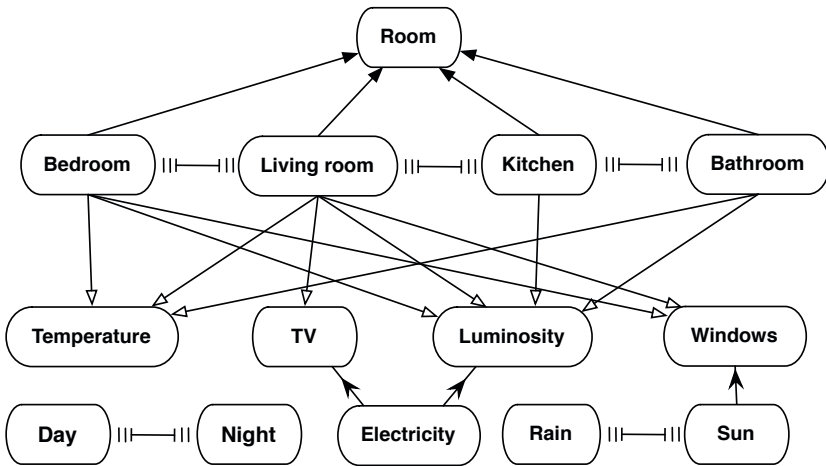 Room
Bedroom
Living room
Kitchen
Bathroom
Temperature
TV
Luminosity
Windows
Day
Night
Electricity
Rain
Sun